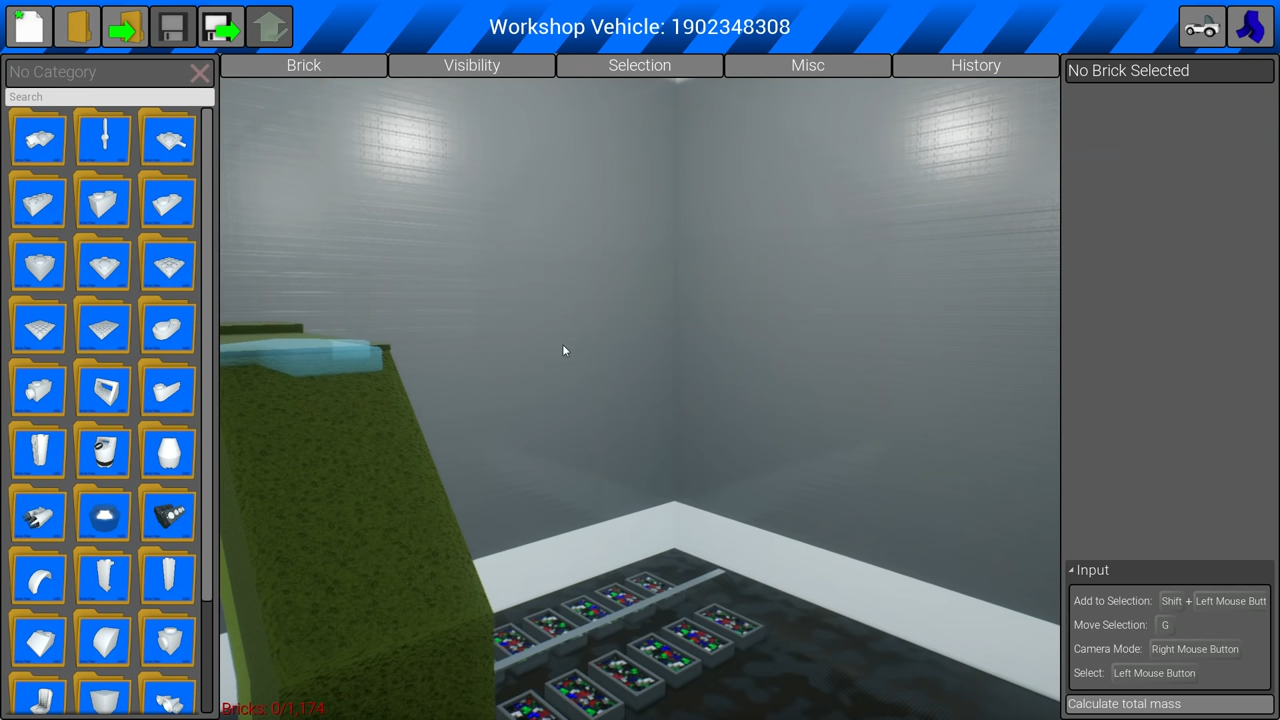 Workshop Vehicle: 1902348308
No Category
Search
Brick
Visibility
Selection
Misc
History
No Brick Selected
Input
Add to Selection: Shift + Left Mouse Butt
Move Selection: G
Camera Mode: Right Mouse Button
Select: Left Mouse Button
Calculate total mass
Bricks: 0/1,174